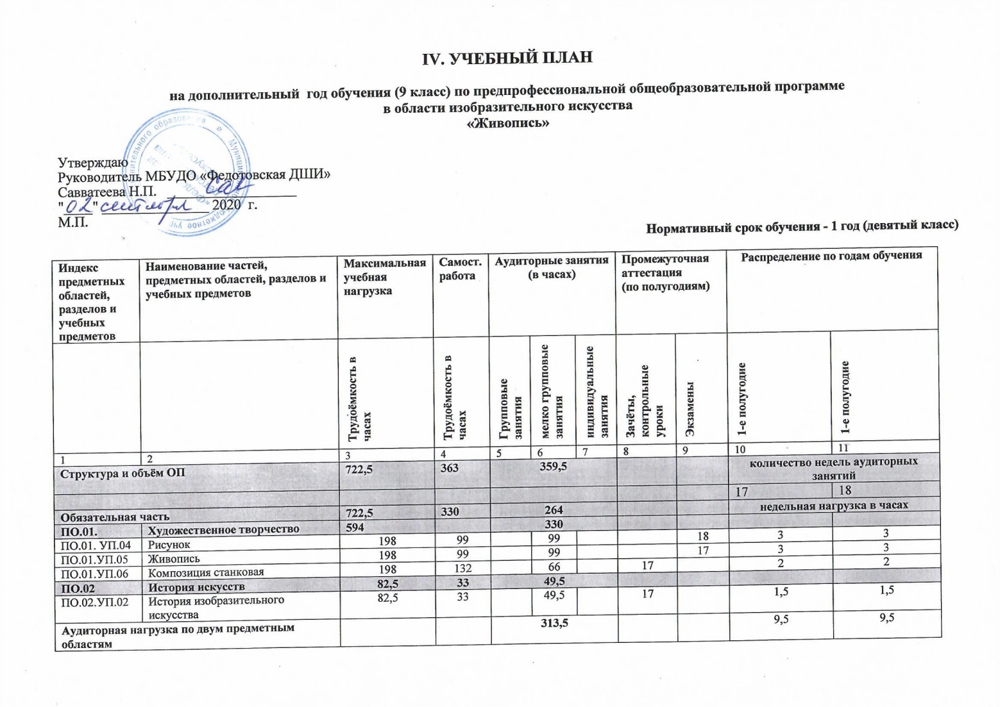 IV. УЧЕБНЫЙ ПЛАН
на дополнительный год обучения (9 класс) по предпрофессиональной общеобразовательной программе
в области изобразительного искусства
«Живопись»
Утверждаю
Руководитель МБУДО «Федотовская ДШИ»
Савватеева Н.П. ____________________
"02" сентября 2020 г.
М.П.
Нормативный срок обучения - 1 год (девятый класс)
Индекс предметных областей, разделов и учебных предметов | Наименование частей, предметных областей, разделов и учебных предметов | Максимальная учебная нагрузка | Самост. работа | Аудиторные занятия (в часах) | Промежуточная аттестация (по полугодиям) | Распределение по годам обучения
Трудоёмкость в часах | Трудоёмкость в часах | Групповые занятия | мелко групповые занятия | индивидуальные занятия | Зачёты, контрольные уроки | Экзамены | 1-е полугодие | 1-е полугодие
1 | 2 | 3 | 4 | 5 | 6 | 7 | 8 | 9 | 10 | 11
Структура и объём ОП | 722,5 | 363 | 359,5 | количество недель аудиторных занятий
17 | 18
Обязательная часть | 722,5 | 330 | 264 | недельная нагрузка в часах
ПО.01. | Художественное творчество | 594 | 330
ПО.01. УП.04 | Рисунок | 198 | 99 | 99 | 18 | 3 | 3
ПО.01.УП.05 | Живопись | 198 | 99 | 99 | 17 | 3 | 3
ПО.01.УП.06 | Композиция станковая | 198 | 132 | 66 | 17 | 2 | 2
ПО.02 | История искусств | 82,5 | 33 | 49,5
ПО.02.УП.02 | История изобразительного искусства | 82,5 | 33 | 49,5 | 17 | 1,5 | 1,5
Аудиторная нагрузка по двум предметным областям | 313,5 | 9,5 | 9,5